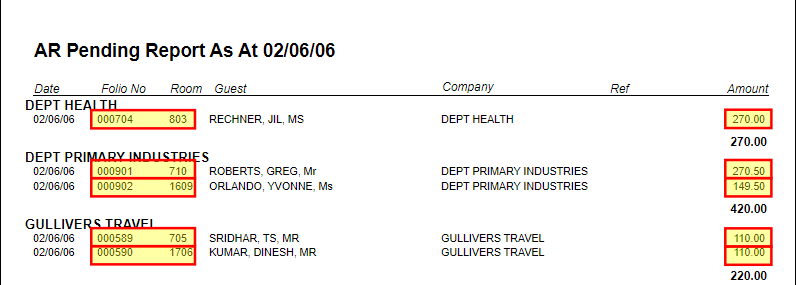 AR Pending Report As At 02/06/06
Date Folio No Room Guest Company Ref Amount
DEPT HEALTH
02/06/06 000704 803 RECHNER, JIL, MS DEPT HEALTH 270.00
270.00
DEPT PRIMARY INDUSTRIES
02/06/06 000901 710 ROBERTS, GREG, Mr DEPT PRIMARY INDUSTRIES 270.50
02/06/06 000902 1609 ORLANDO, YVONNE, Ms DEPT PRIMARY INDUSTRIES 149.50
420.00
GULLIVERS TRAVEL
02/06/06 000589 705 SRIDHAR, TS, MR GULLIVERS TRAVEL 110.00
02/06/06 000590 1706 KUMAR, DINESH, MR GULLIVERS TRAVEL 110.00
220.00